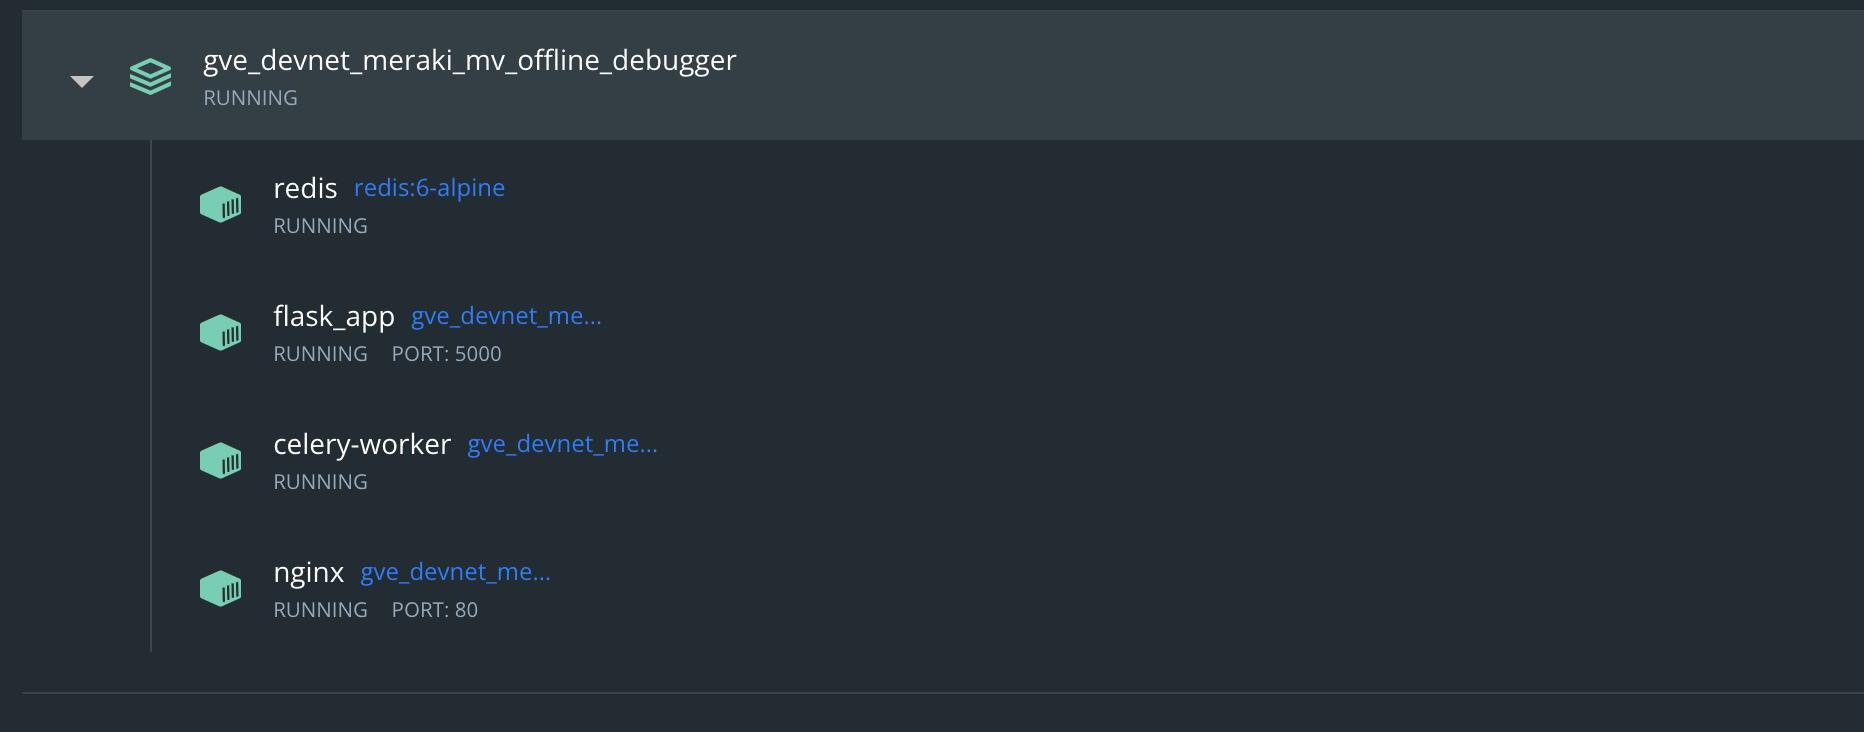 gve_devnet_meraki_mv_offline_debugger
RUNNING
redis redis:6-alpine
RUNNING
flask_app gve_devnet_me...
RUNNING PORT: 5000
celery-worker gve_devnet_me...
RUNNING
nginx gve_devnet_me...
RUNNING PORT: 80